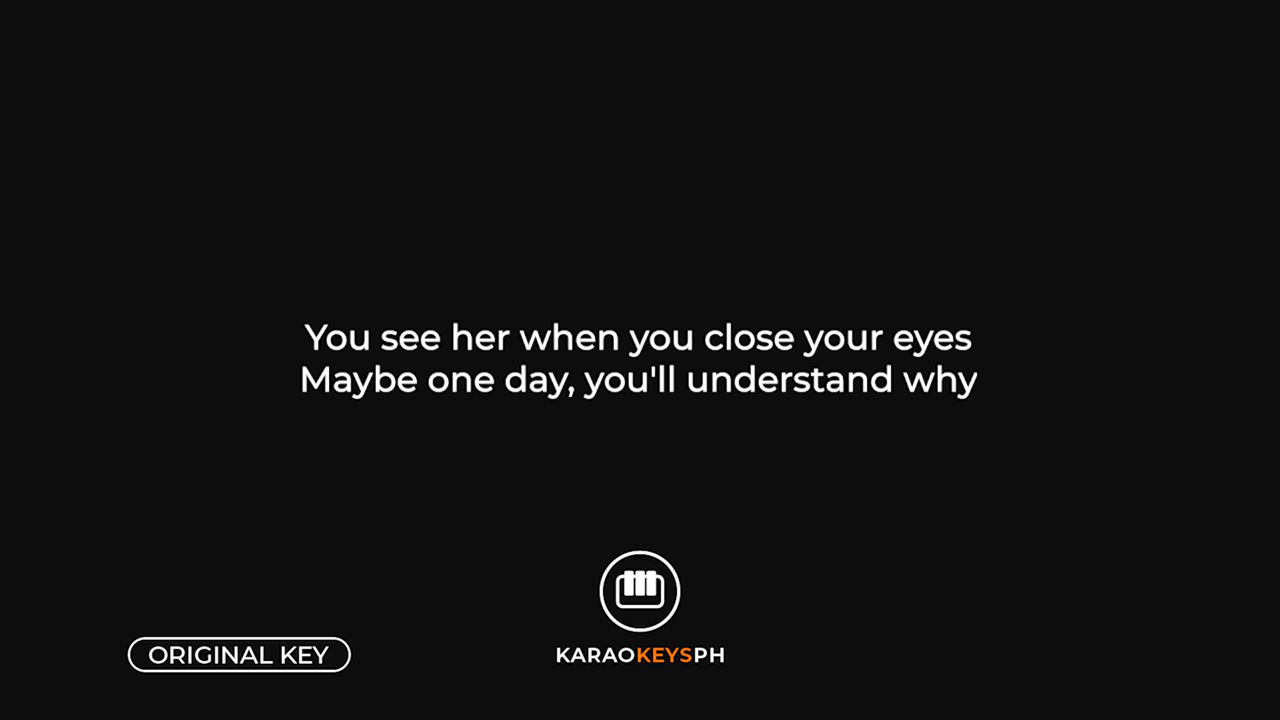 You see her when you close your eyes
Maybe one day, you'll understand why
ORIGINAL KEY
KARAOKEYSPH